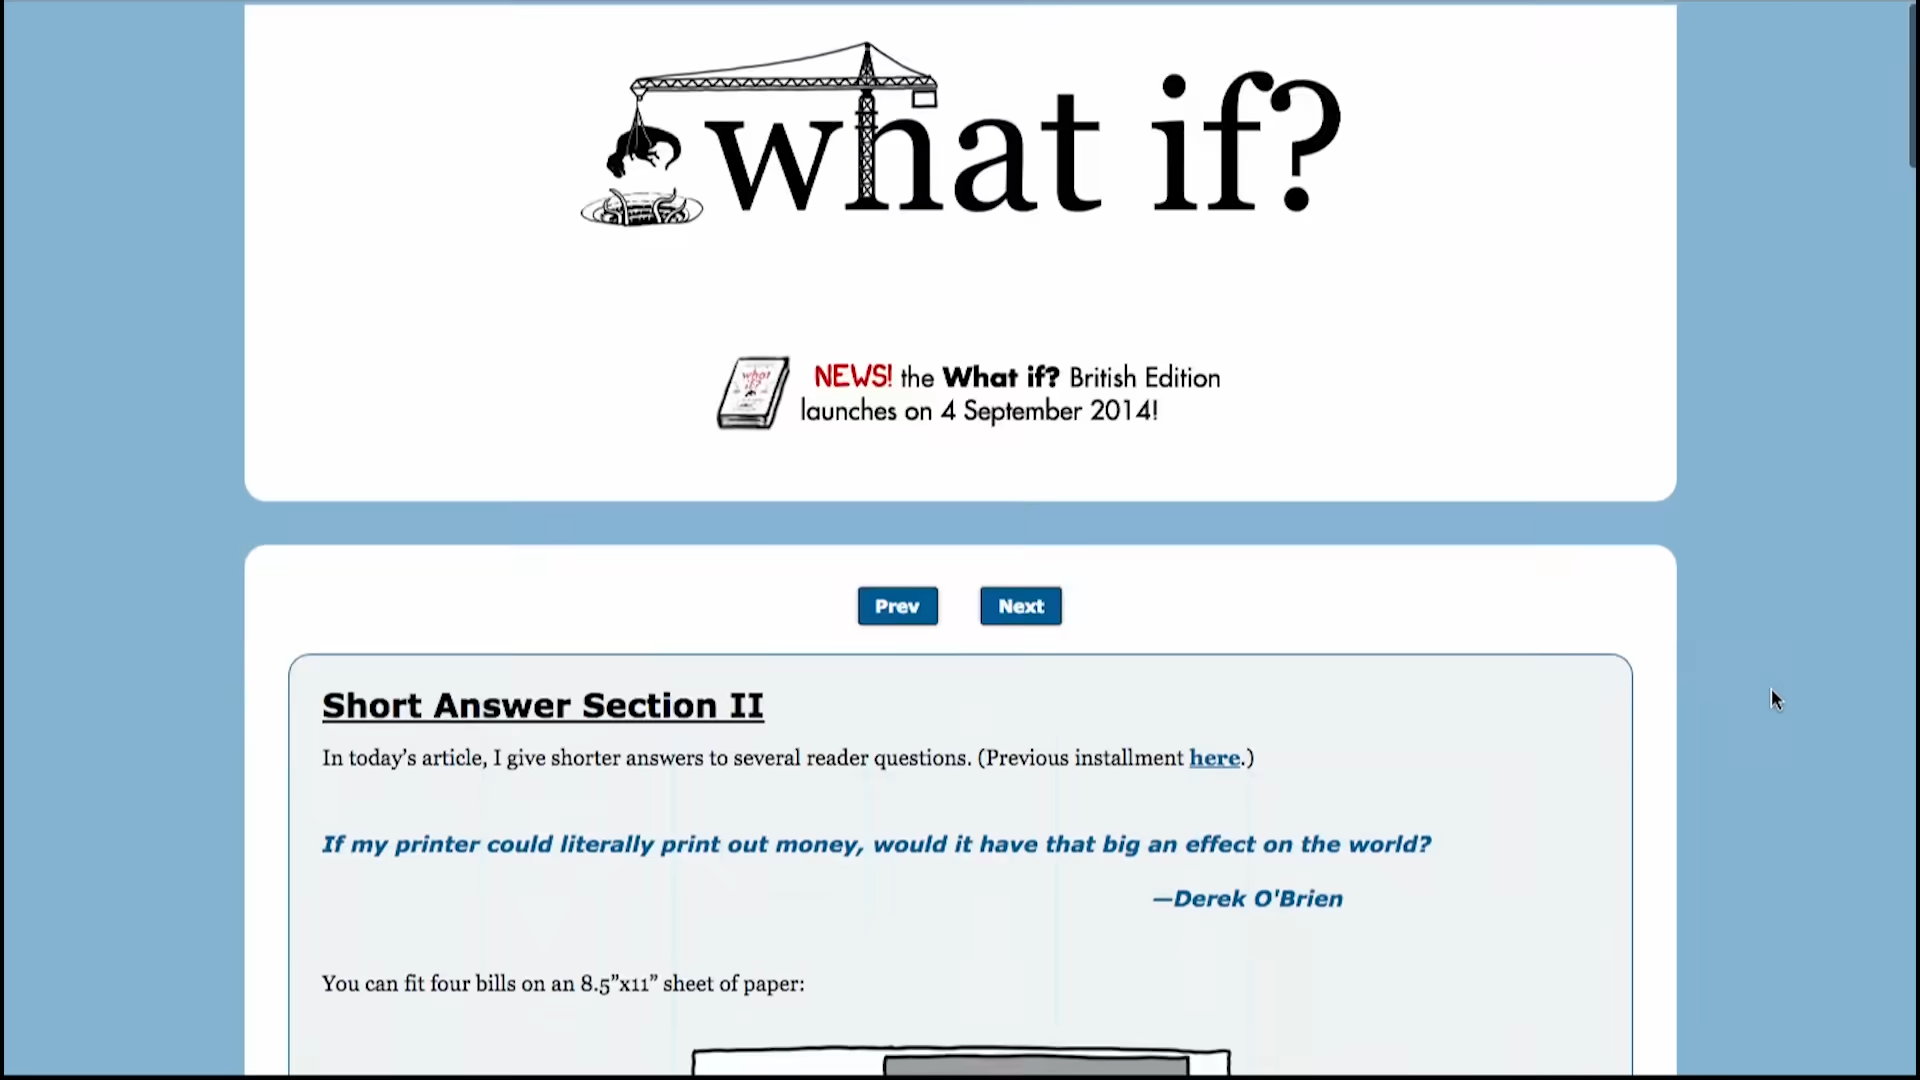 what if?
NEWS! the What if? British Edition
launches on 4 September 2014!
what
if?
Prev Next
Short Answer Section II
In today’s article, I give shorter answers to several reader questions. (Previous installment here.)
If my printer could literally print out money, would it have that big an effect on the world?
—Derek O'Brien
You can fit four bills on an 8.5”x11” sheet of paper: